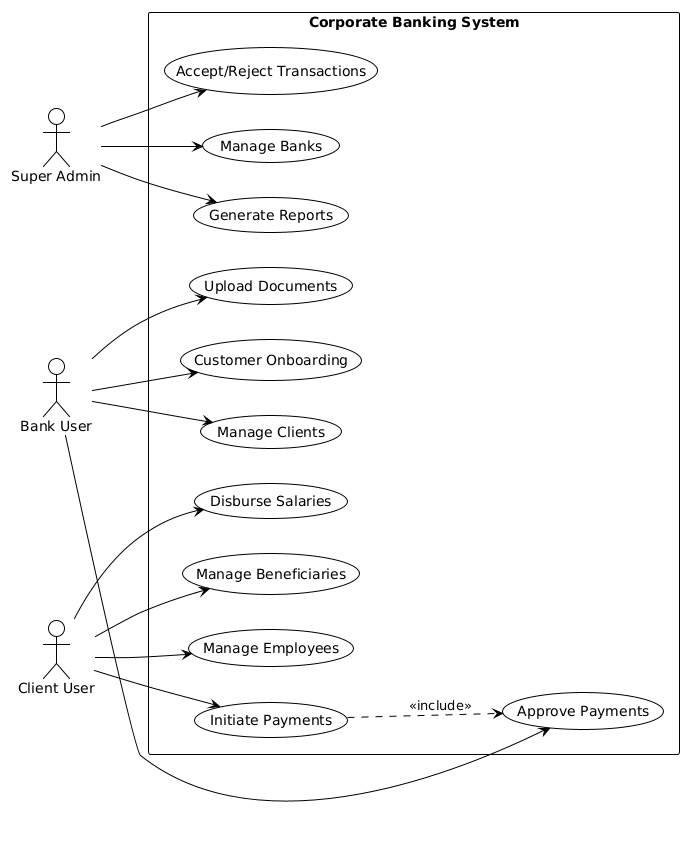 Corporate Banking System
Accept/Reject Transactions
Manage Banks
Super Admin
Generate Reports
Upload Documents
Customer Onboarding
Bank User
Manage Clients
Disburse Salaries
Manage Beneficiaries
Manage Employees
Client User
Initiate Payments
«include»
Approve Payments